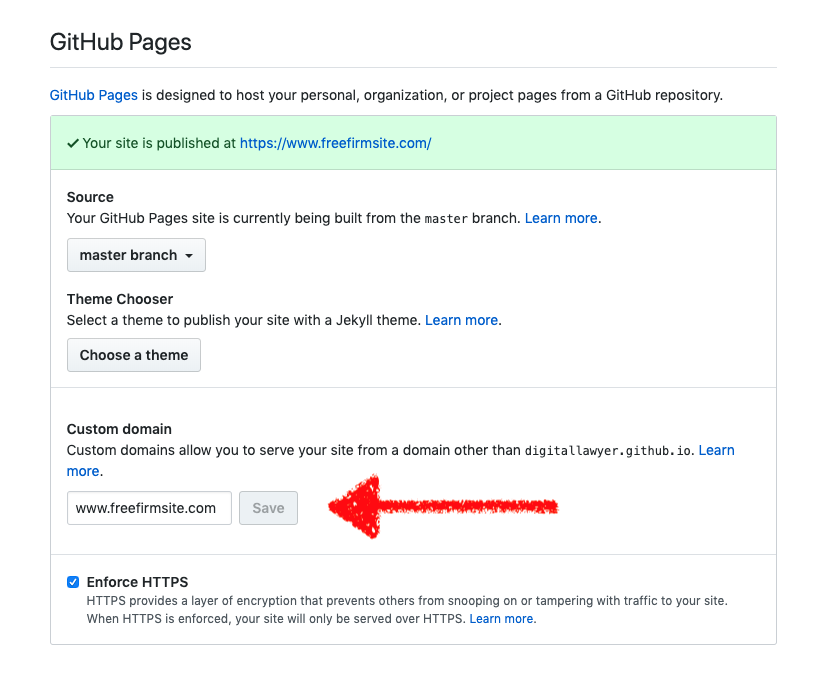 GitHub Pages
GitHub Pages is designed to host your personal, organization, or project pages from a GitHub repository.
Your site is published at https://www.freefirmsite.com/
Source
Your GitHub Pages site is currently being built from the master branch. Learn more.
master branch
Theme Chooser
Select a theme to publish your site with a Jekyll theme. Learn more.
Choose a theme
Custom domain
Custom domains allow you to serve your site from a domain other than digitallawyer.github.io. Learn
more.
www.freefirmsite.com Save
Enforce HTTPS
HTTPS provides a layer of encryption that prevents others from snooping on or tampering with traffic to your site.
When HTTPS is enforced, your site will only be served over HTTPS. Learn more.